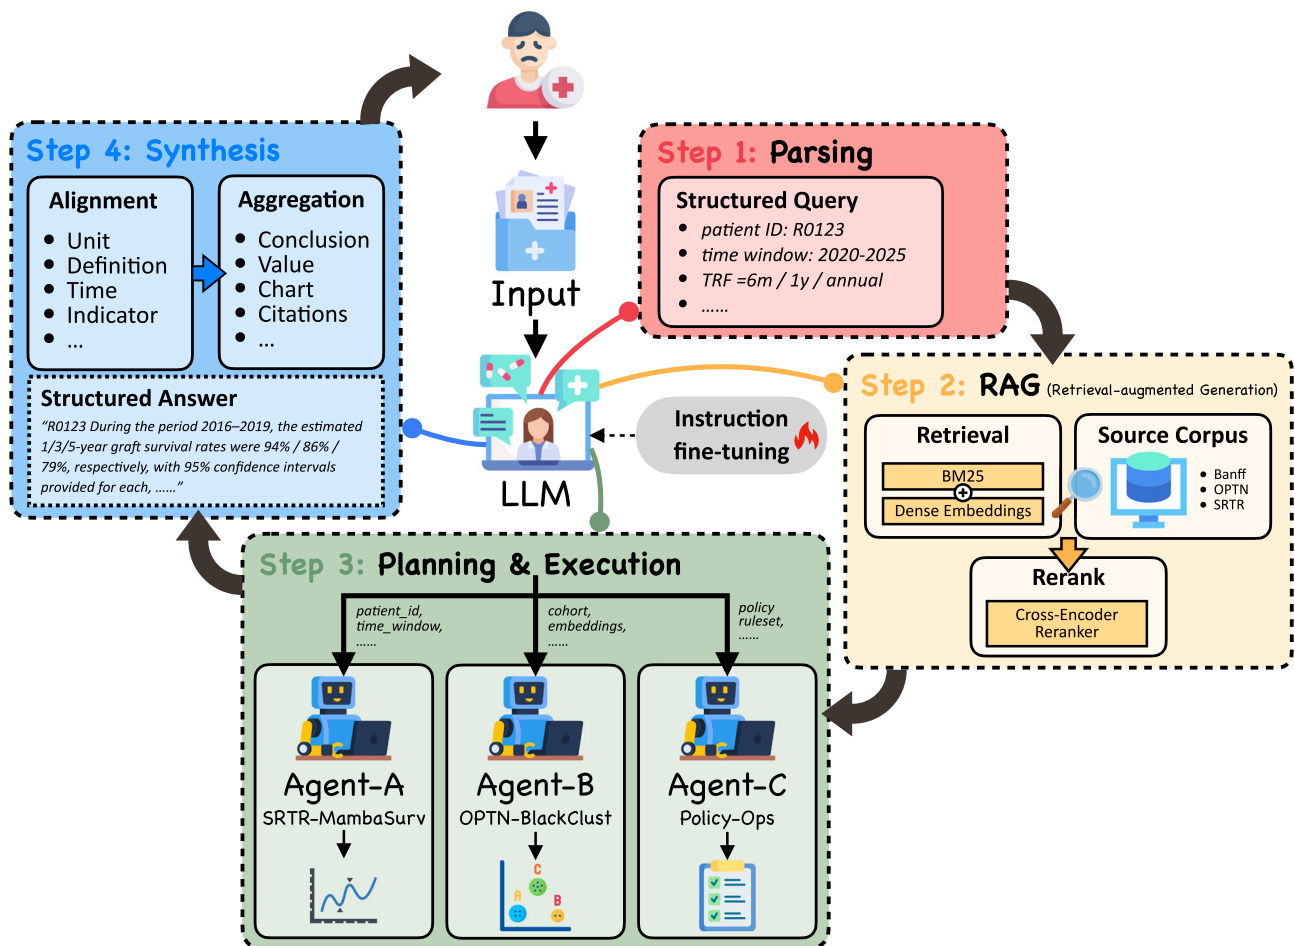 Step 1: Parsing
Structured Query
• patient ID: R0123
• time window: 2020-2025
• TRF =6m / 1y / annual
• ......
Input
LLM
Instruction
fine-tuning
Step 2: RAG (Retrieval-augmented Generation)
Retrieval
BM25
+
Dense Embeddings
Source Corpus
• Banff
• OPTN
• SRTR
Rerank
Cross-Encoder
Reranker
Step 3: Planning & Execution
patient_id,
time_window,
......
cohort,
embeddings,
......
policy
ruleset,
......
Agent-A
SRTR-MambaSurv
Agent-B
OPTN-BlackClust
A
C
B
Agent-C
Policy-Ops
Step 4: Synthesis
Alignment
• Unit
• Definition
• Time
• Indicator
• ...
Aggregation
• Conclusion
• Value
• Chart
• Citations
• ...
Structured Answer
“R0123 During the period 2016–2019, the estimated
1/3/5-year graft survival rates were 94% / 86% /
79%, respectively, with 95% confidence intervals
provided for each, ......”